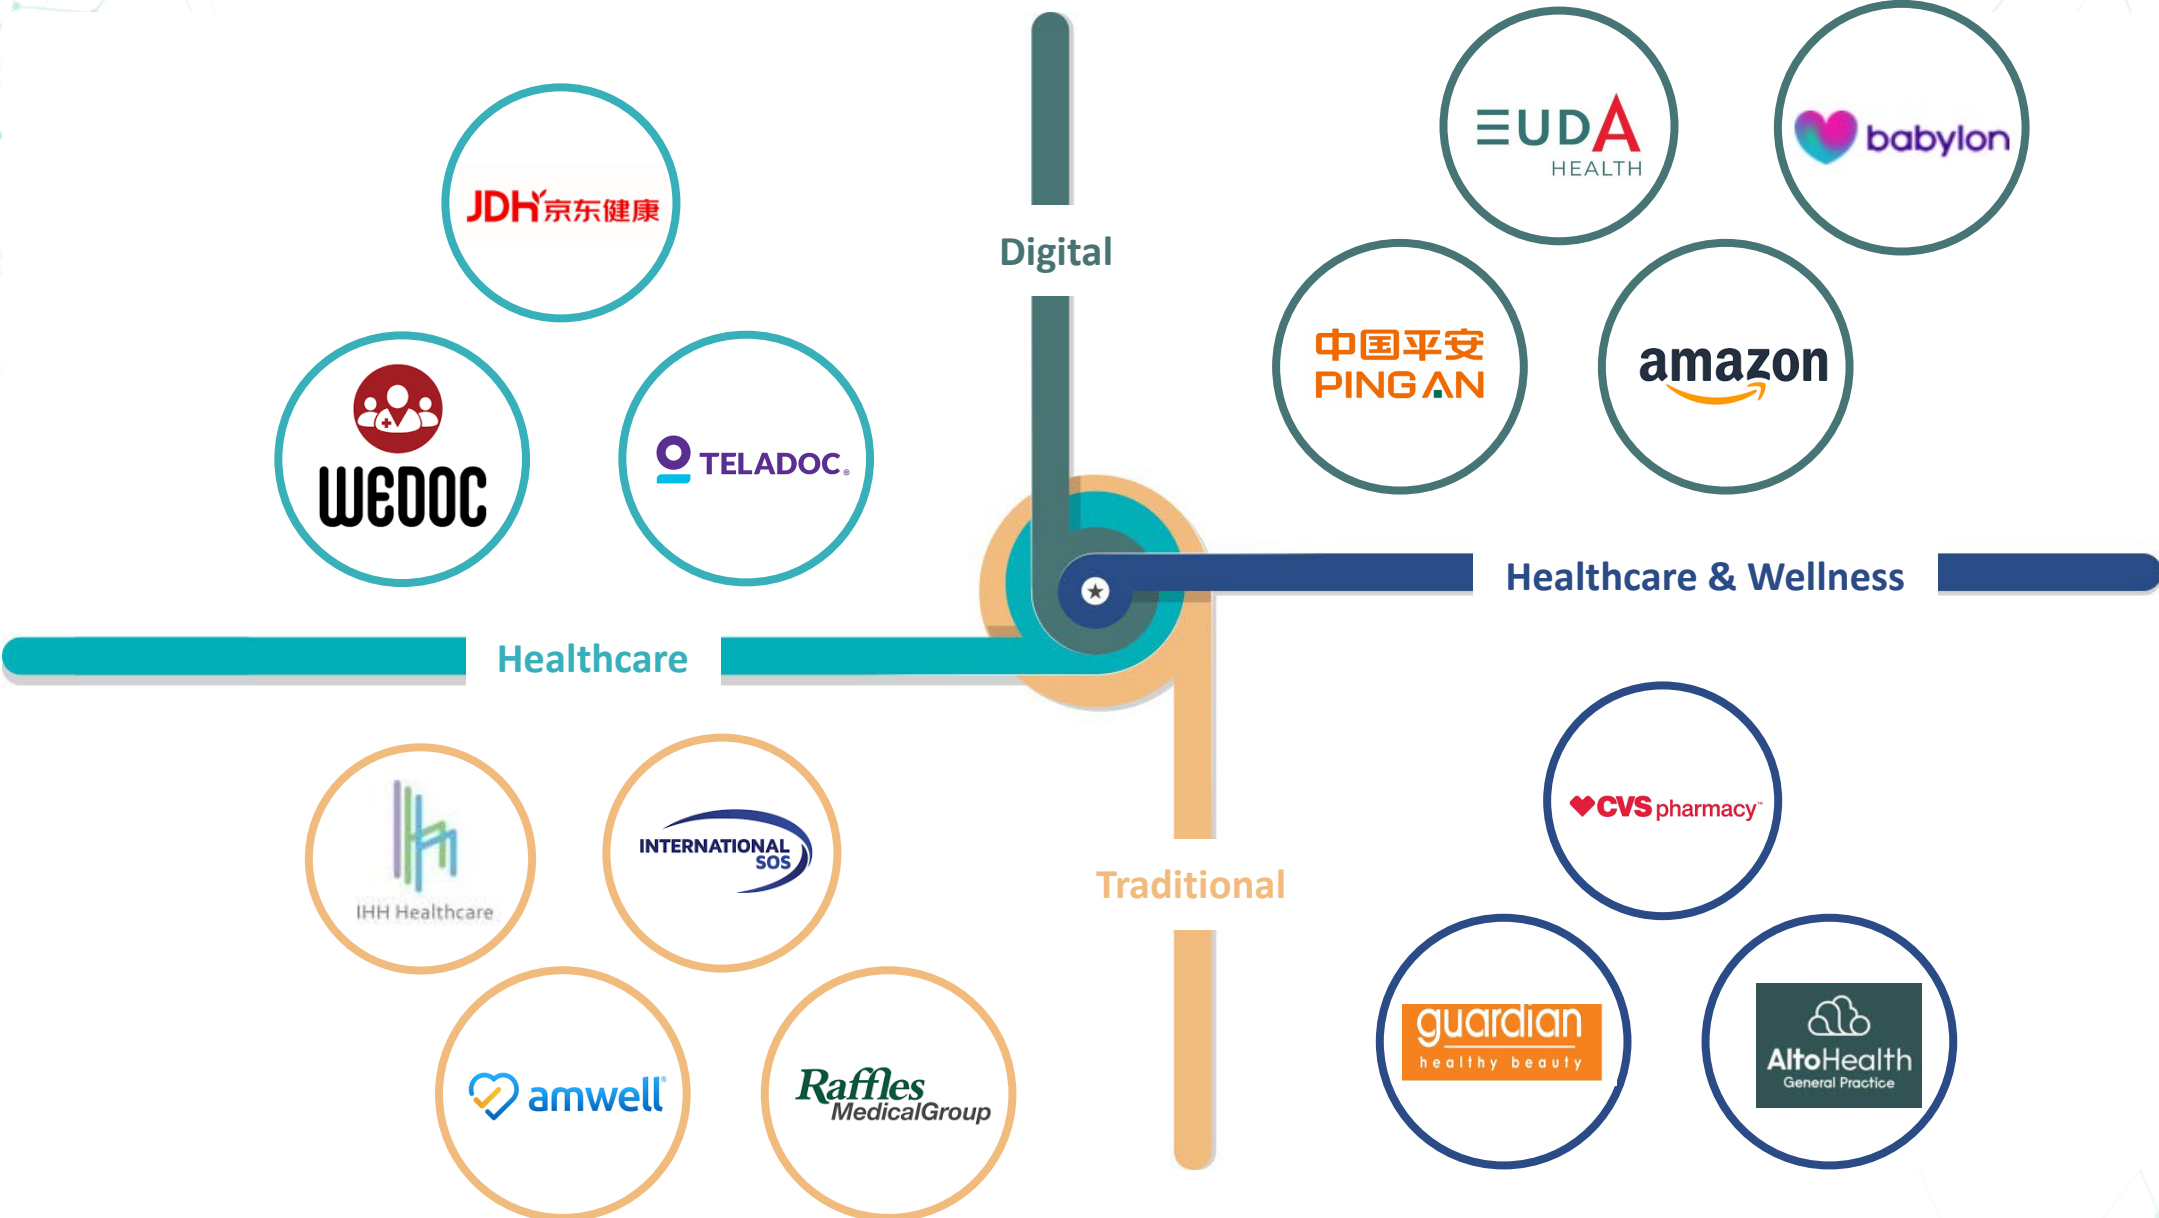 EUDA
HEALTH
babylon
JDH京东健康
Digital
中国平安
PING AN
amazon
WEDOC
TELADOC®
Healthcare & Wellness
Healthcare
IHH Healthcare
INTERNATIONAL
SOS
CVS pharmacy™
Traditional
guardian
healthy beauty
AltoHealth
General Practice
amwell®
Raffles
MedicalGroup